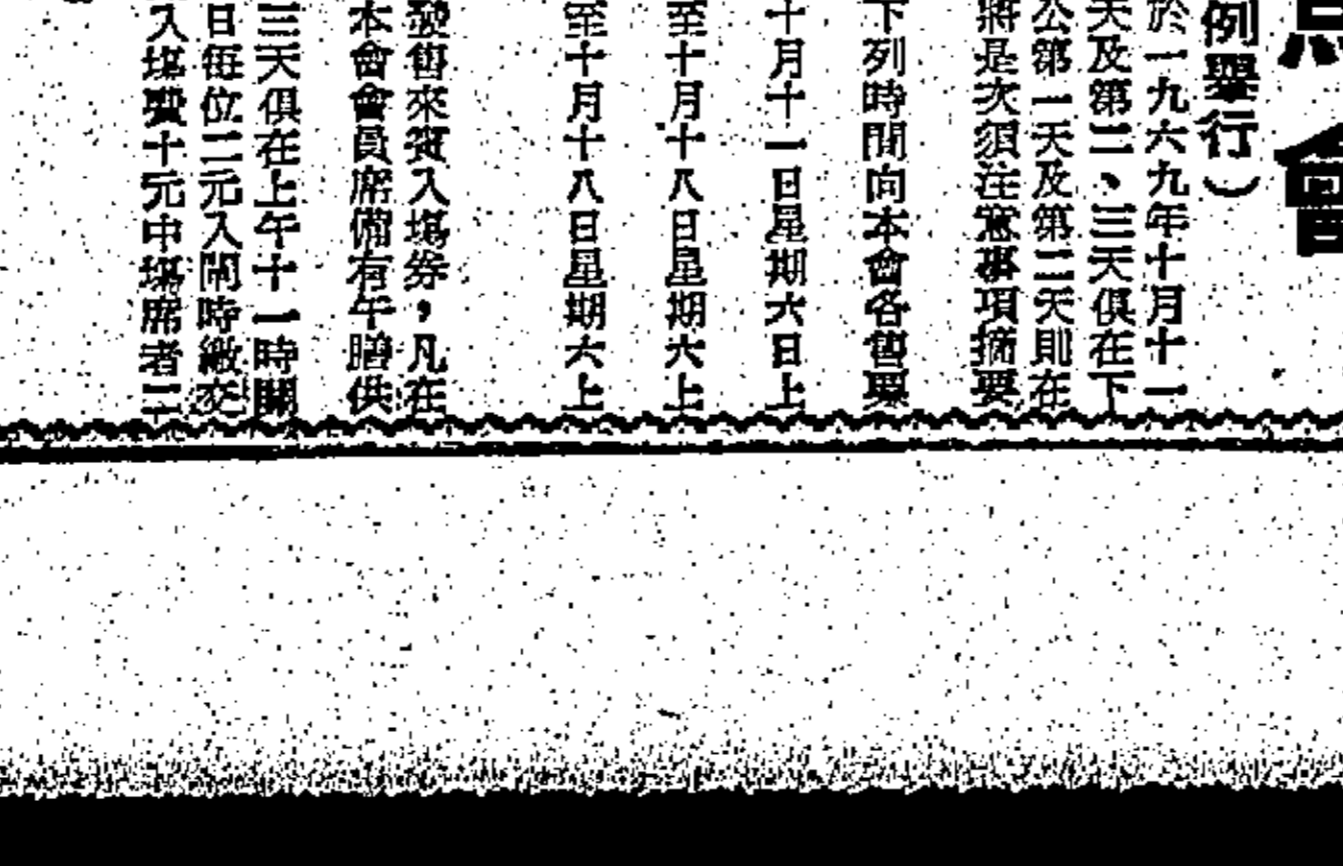 會
例舉行）
於一九六九年十月十一
天及第二、三天俱在下
公第一天及第二天則在
將是次須注意事項摘要
下列時間向本會各售票
十月十一日星期六日上
至十月十八日星期六上
至十月十八日星期六上
發售來賓入場券，凡在
本會會員席備有午膳供
三天俱在上午十一時開
日每位二元入閘時繳交
入場費十元中場席者二